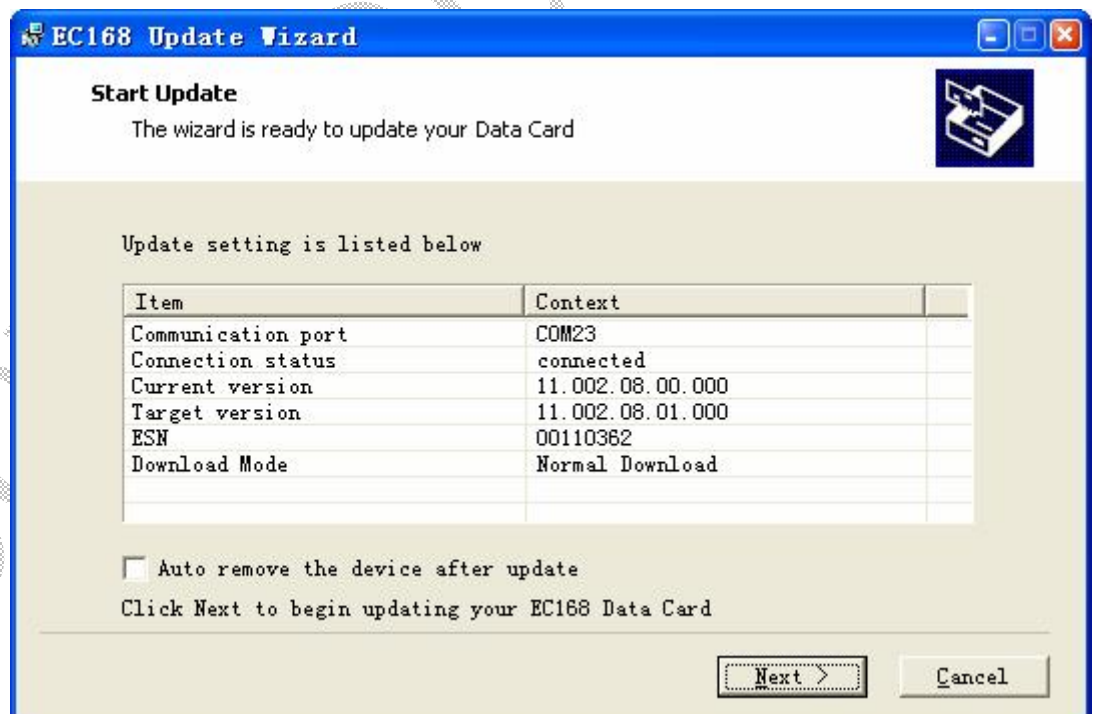 EC168 Update Wizard
Start Update
The wizard is ready to update your Data Card
Update setting is listed below
Item Context
Communication port COM23
Connection status connected
Current version 11.002.08.00.000
Target version 11.002.08.01.000
ESN 00110362
Download Mode Normal Download
Auto remove the device after update
Click Next to begin updating your EC168 Data Card
Next > Cancel